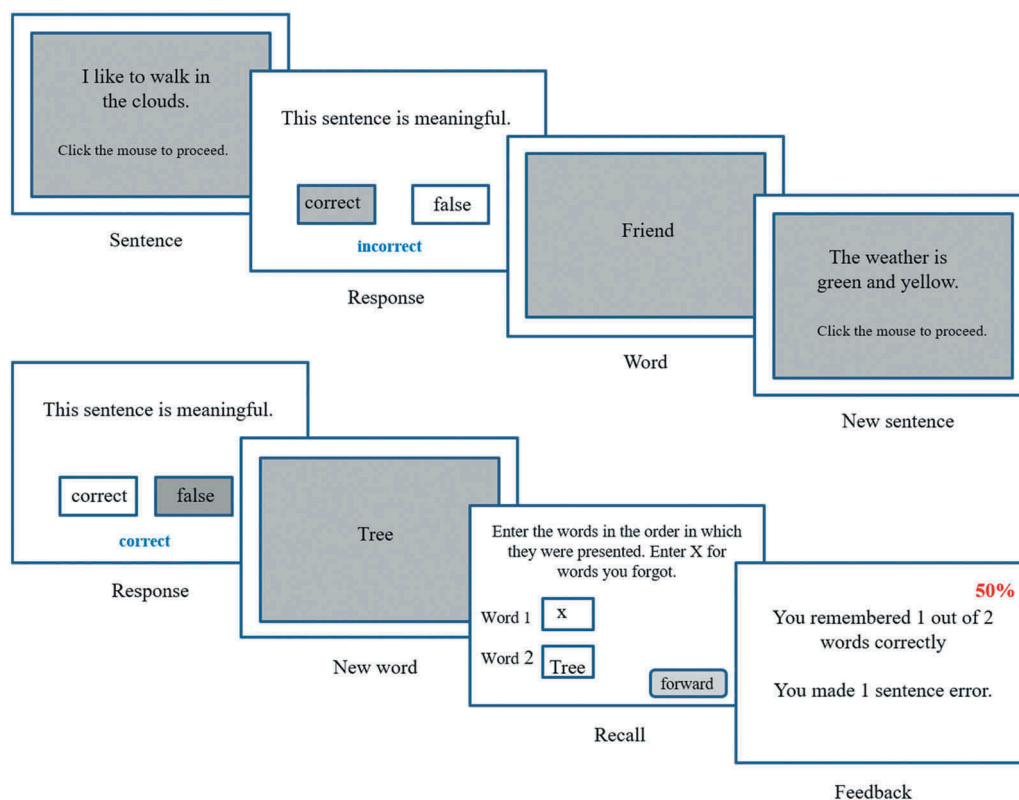 I like to walk in
the clouds.
Click the mouse to proceed.
Sentence
This sentence is meaningful.
correct
false
incorrect
Response
Friend
Word
The weather is
green and yellow.
Click the mouse to proceed.
New sentence
This sentence is meaningful.
correct
false
correct
Response
Tree
New word
Enter the words in the order in which
they were presented. Enter X for
words you forgot.
Word 1
x
Word 2
Tree
forward
Recall
50%
You remembered 1 out of 2
words correctly
You made 1 sentence error.
Feedback